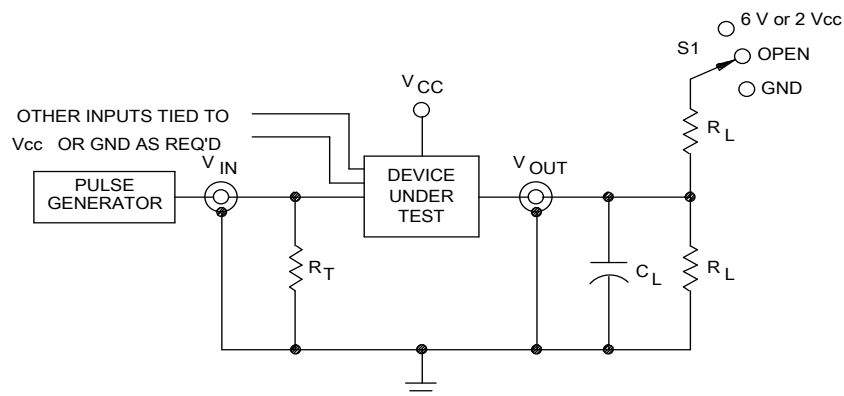 6 V or 2 Vcc
S1
OPEN
GND
V CC
OTHER INPUTS TIED TO
Vcc OR GND AS REQ'D
R L
V IN
V OUT
PULSE
GENERATOR
DEVICE
UNDER
TEST
R T
C L
R L